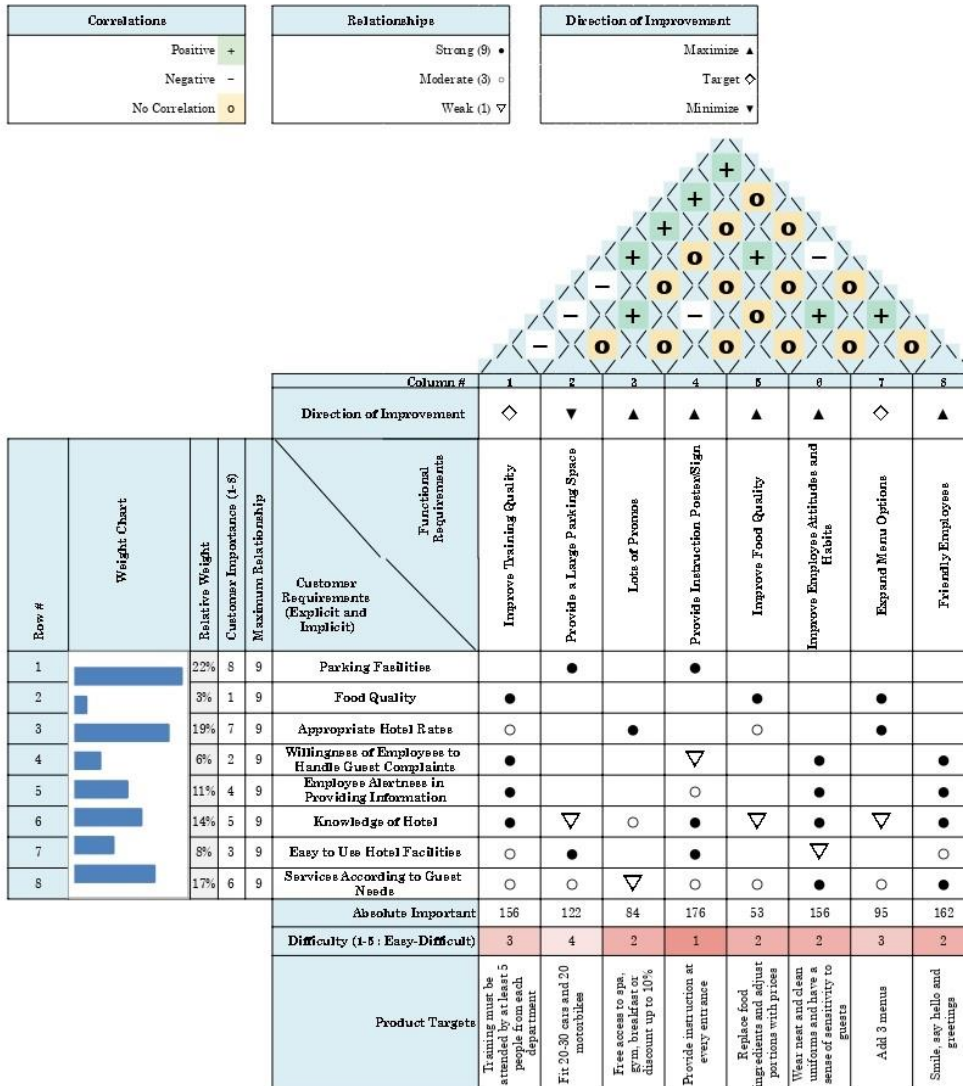 Correlations
Positive +
Negative −
No Correlation o
Relationships
Strong (9) ●
Moderate (3) ○
Weak (1) ▽
Direction of Improvement
Maximize ▲
Target ◇
Minimize ▼
+
+ o
+ o o
+ o + −
− o o o o
− + − o + +
− o o o o o o
Column # 1 2 3 4 5 6 7 8
Direction of Improvement ◇ ▼ ▲ ▲ ▲ ▲ ◇ ▲
Row #
Weight Chart
Relative Weight
Customer Importance (1-8)
Maximum Relationship
Customer
Requirements
(Explicit and
Implicit)
Functional
Requirements
Improve Training Quality
Provide a Large Parking Space
Lots of Promos
Provide Instruction Poster/Sign
Improve Food Quality
Improve Employee Attitudes and
Habits
Expand Menu Options
Friendly Employees
1 22% 8 9 Parking Facilities ● ●
2 3% 1 9 Food Quality ● ● ●
3 19% 7 9 Appropriate Hotel Rates ○ ● ○ ●
4 6% 2 9 Willingness of Employees to
Handle Guest Complaints ● ▽ ● ●
5 11% 4 9 Employee Alertness in
Providing Information ● ○ ● ●
6 14% 5 9 Knowledge of Hotel ● ▽ ○ ● ▽ ● ▽ ●
7 8% 3 9 Easy to Use Hotel Facilities ○ ● ● ▽ ○
8 17% 6 9 Services According to Guest
Needs ○ ○ ▽ ○ ○ ● ○ ●
Absolute Important 156 122 84 176 53 156 95 162
Difficulty (1-5 : Easy-Difficult) 3 4 2 1 2 2 3 2
Product Targets
Training must be
attended by at least 5
people from each
department
Fit 20-30 cars and 20
motorbikes
Free access to spa,
gym, breakfast or
discount up to 10%
Provide instruction at
every entrance
Replace food
ingredients and adjust
portions with prices
Wear neat and clean
uniforms and have a
sense of sensitivity to
guests
Add 3 menus
Smile, say hello and
greetings